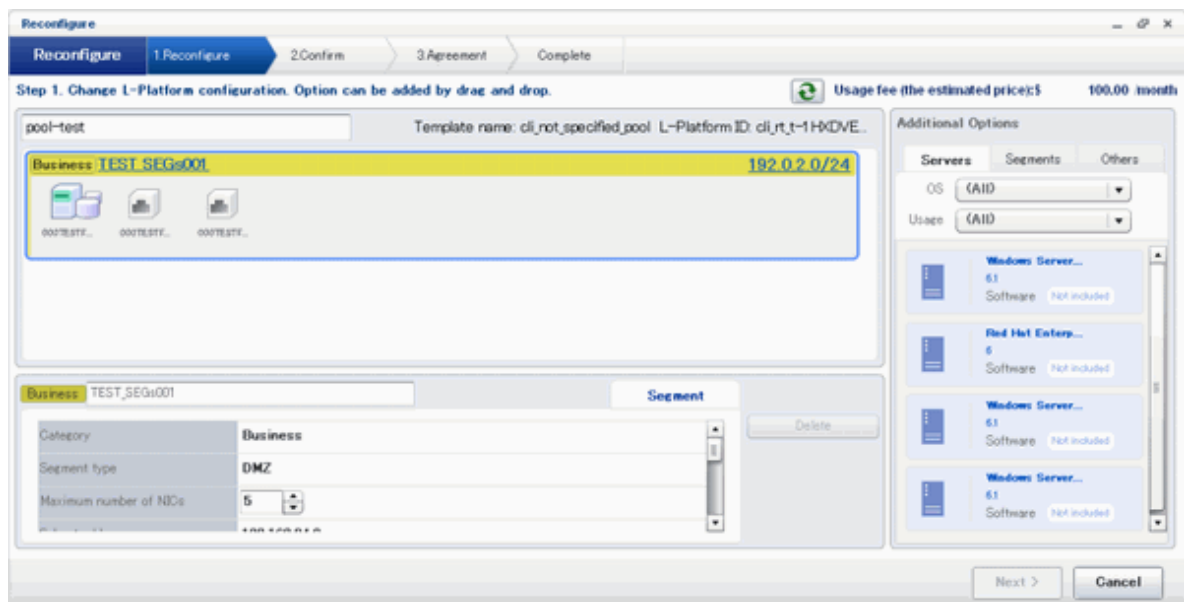 Reconfigure
Reconfigure 1.Reconfigure 2.Confirm 3.Agreement Complete
Step 1. Change L-Platform configuration. Option can be added by drag and drop. Usage fee (the estimated price):$ 100.00 /month
pool-test Template name: cli_not_specified_pool L-Platform ID: cli_rt_t-1HXDVE...
Business TEST_SEGs001 192.0.2.0/24
Additional Options
Servers Segments Others
OS (All)
Usage (All)
Windows Server...
6.1
Software Not included
Red Hat Enterp...
6
Software Not included
Windows Server...
6.1
Software Not included
Windows Server...
6.1
Software Not included
Business TEST_SEGs001 Segment
Delete
Category Business
Segment type DMZ
Maximum number of NICs 5
Next > Cancel